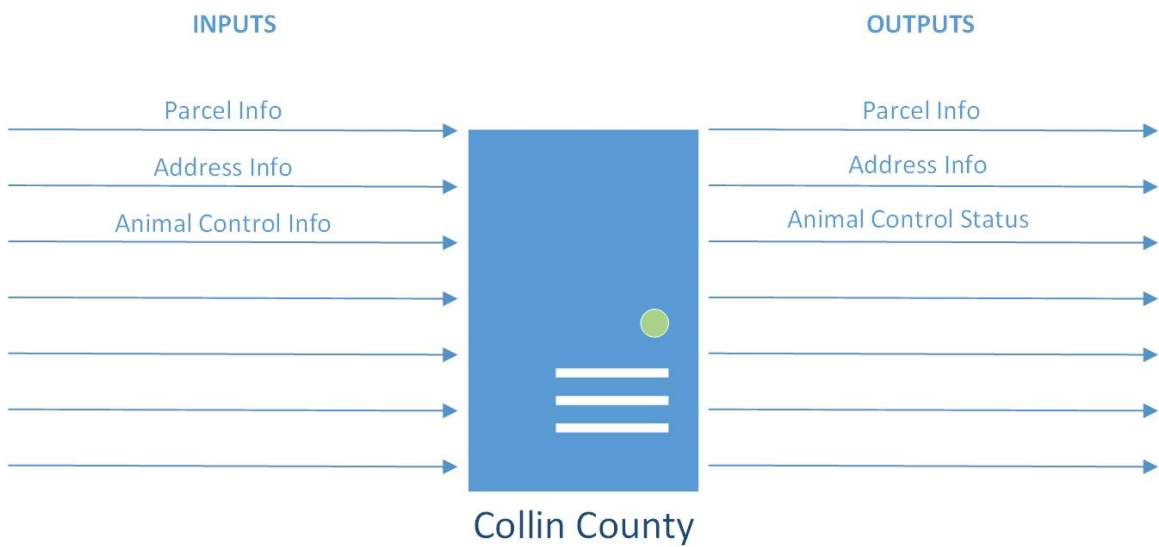 INPUTS
OUTPUTS
Parcel Info
Parcel Info
Address Info
Address Info
Animal Control Info
Animal Control Status
Collin County